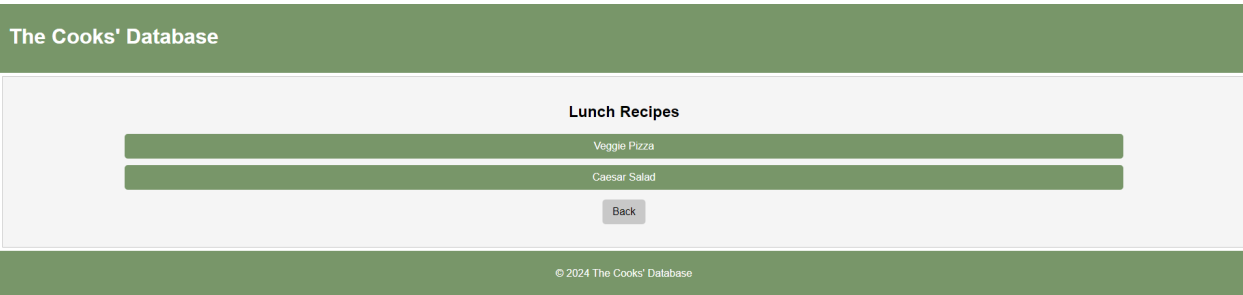 The Cooks' Database
Lunch Recipes
Veggie Pizza
Caesar Salad
Back
© 2024 The Cooks' Database